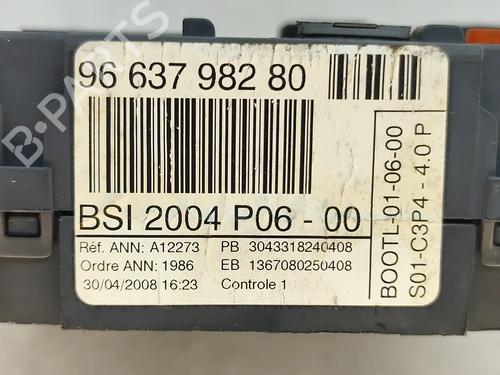 96 637 982 80
BSI 2004 P06 - 00
Réf. ANN: A12273 PB 3043318240408
Ordre ANN: 1986 EB 1367080250408
30/04/2008 16:23 Controle 1
BOOTL-01-06-00
S01-C3P4 - 4.0 P
B-PARTS